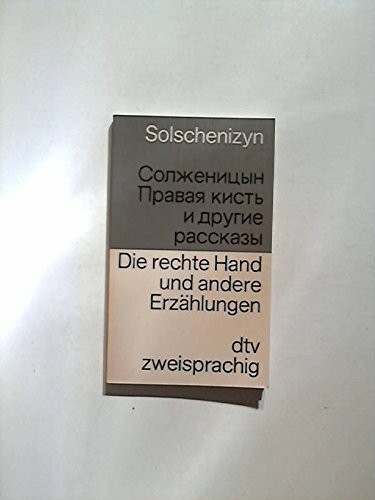 Solschenizyn
Солженицын
Правая кисть
и другие
рассказы
Die rechte Hand
und andere
Erzählungen
dtv
zweisprachig